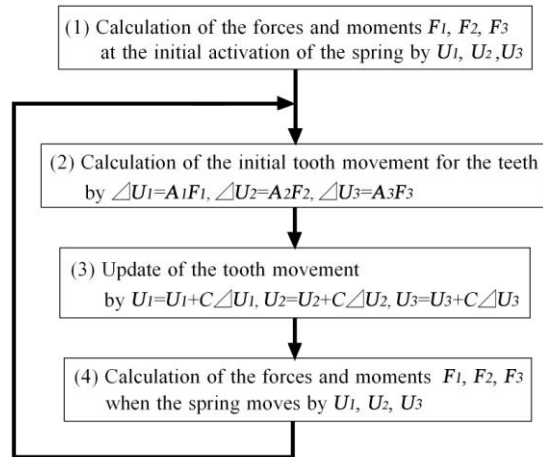 (1) Calculation of the forces and moments F1, F2, F3
at the initial activation of the spring by U1, U2 ,U3
(2) Calculation of the initial tooth movement for the teeth
by ⊿U1=A1F1, ⊿U2=A2F2, ⊿U3=A3F3
(3) Update of the tooth movement
by U1=U1+C⊿U1, U2=U2+C⊿U2, U3=U3+C⊿U3
(4) Calculation of the forces and moments F1, F2, F3
when the spring moves by U1, U2, U3